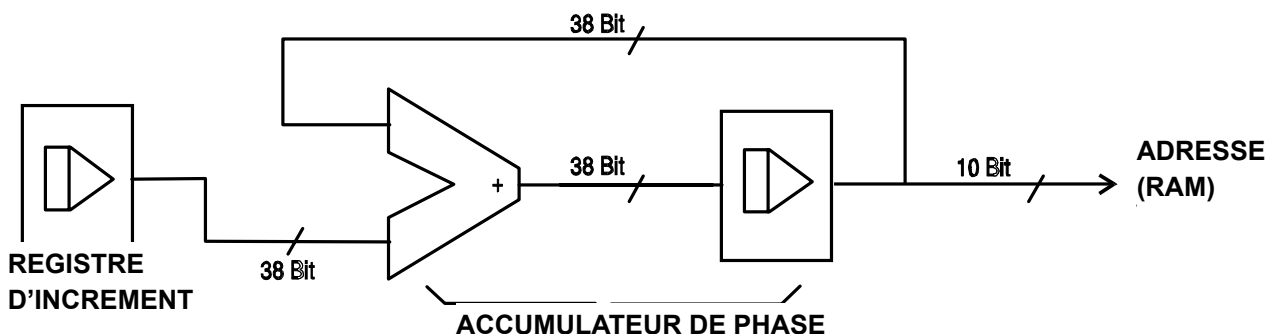 38 Bit
38 Bit
+
10 Bit
ADRESSE
(RAM)
38 Bit
REGISTRE
D'INCREMENT
ACCUMULATEUR DE PHASE